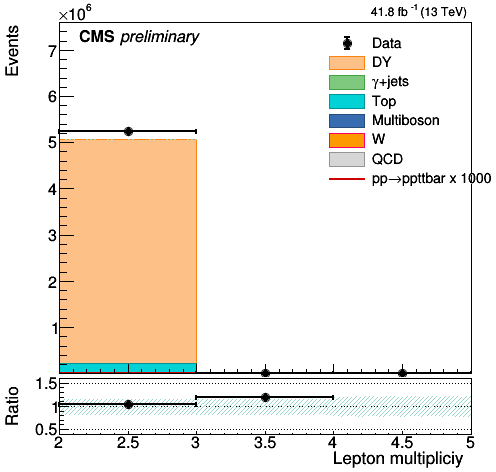 ×10⁶
41.8 fb⁻¹ (13 TeV)
CMS preliminary
Events
7
6
5
4
3
2
1
Data
DY
γ+jets
Top
Multiboson
W
QCD
pp→ppttbar x 1000
Ratio
1.5
1
0.5
2 2.5 3 3.5 4 4.5 5
Lepton multipliciy